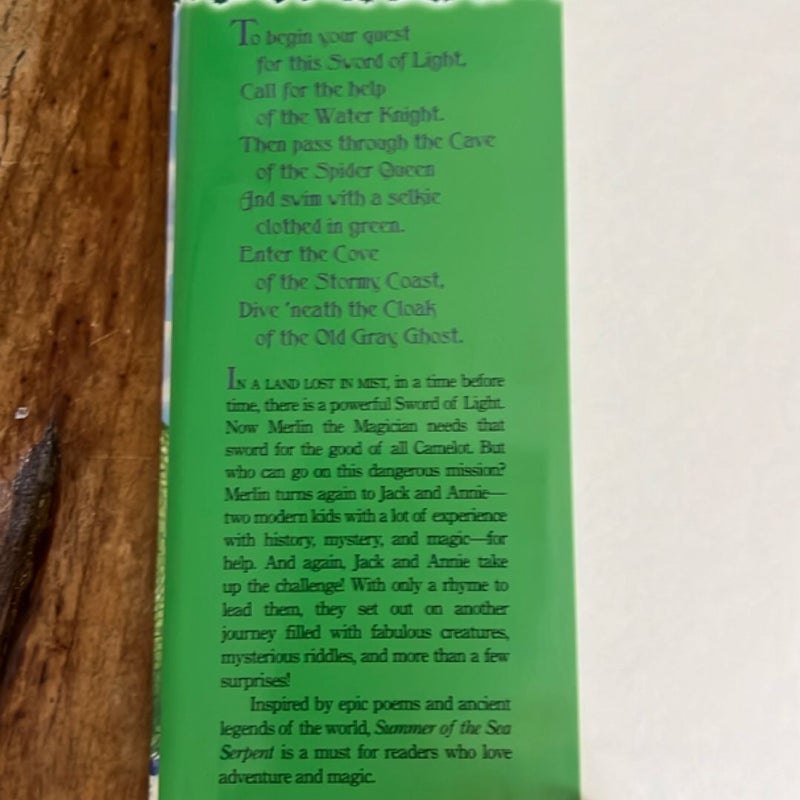 To begin your quest
for this Sword of Light,
Call for the help
of the Water Knight.
Then pass through the Cave
of the Spider Queen
And swim with a selkie
clothed in green.
Enter the Cove
of the Stormy Coast,
Dive 'neath the Cloak
of the Old Gray Ghost.
IN A LAND LOST IN MIST, in a time before
time, there is a powerful Sword of Light.
Now Merlin the Magician needs that
sword for the good of all Camelot. But
who can go on this dangerous mission?
Merlin turns again to Jack and Annie—
two modern kids with a lot of experience
with history, mystery, and magic—for
help. And again, Jack and Annie take
up the challenge! With only a rhyme to
lead them, they set out on another
journey filled with fabulous creatures,
mysterious riddles, and more than a few
surprises!
Inspired by epic poems and ancient
legends of the world, Summer of the Sea
Serpent is a must for readers who love
adventure and magic.